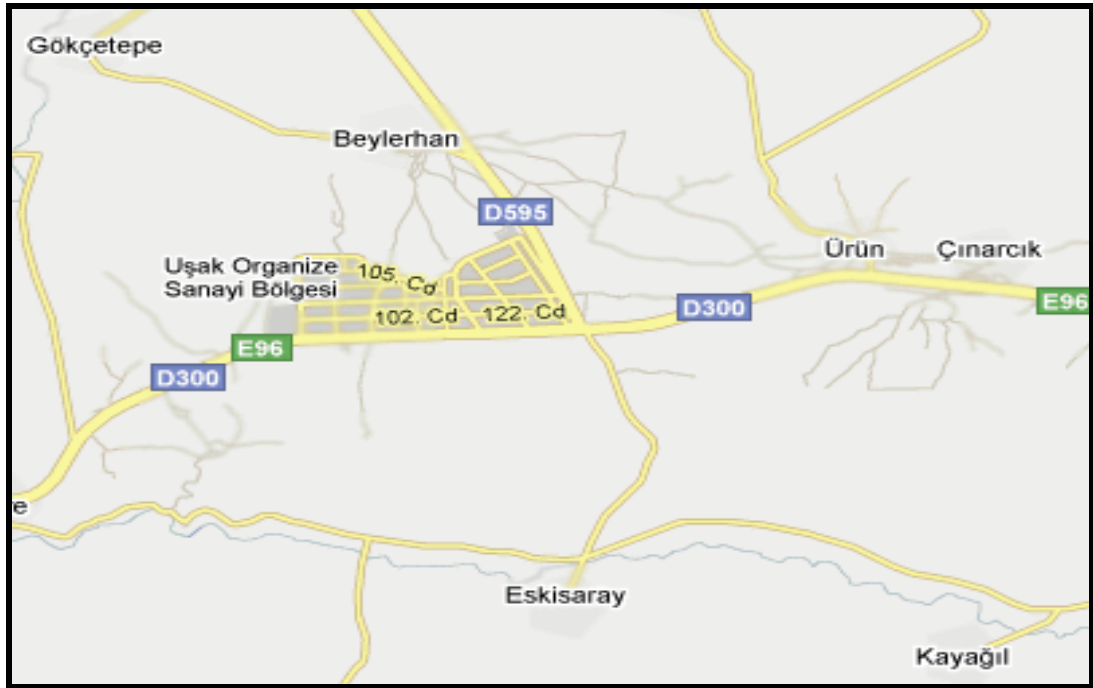 Gökçetepe
Beylerhan
D595
Ürün
Çınarcık
Uşak Organize
Sanayi Bölgesi
105. Cd
102. Cd
122. Cd
D300
E96
E96
D300
Eskisaray
Kayağıl